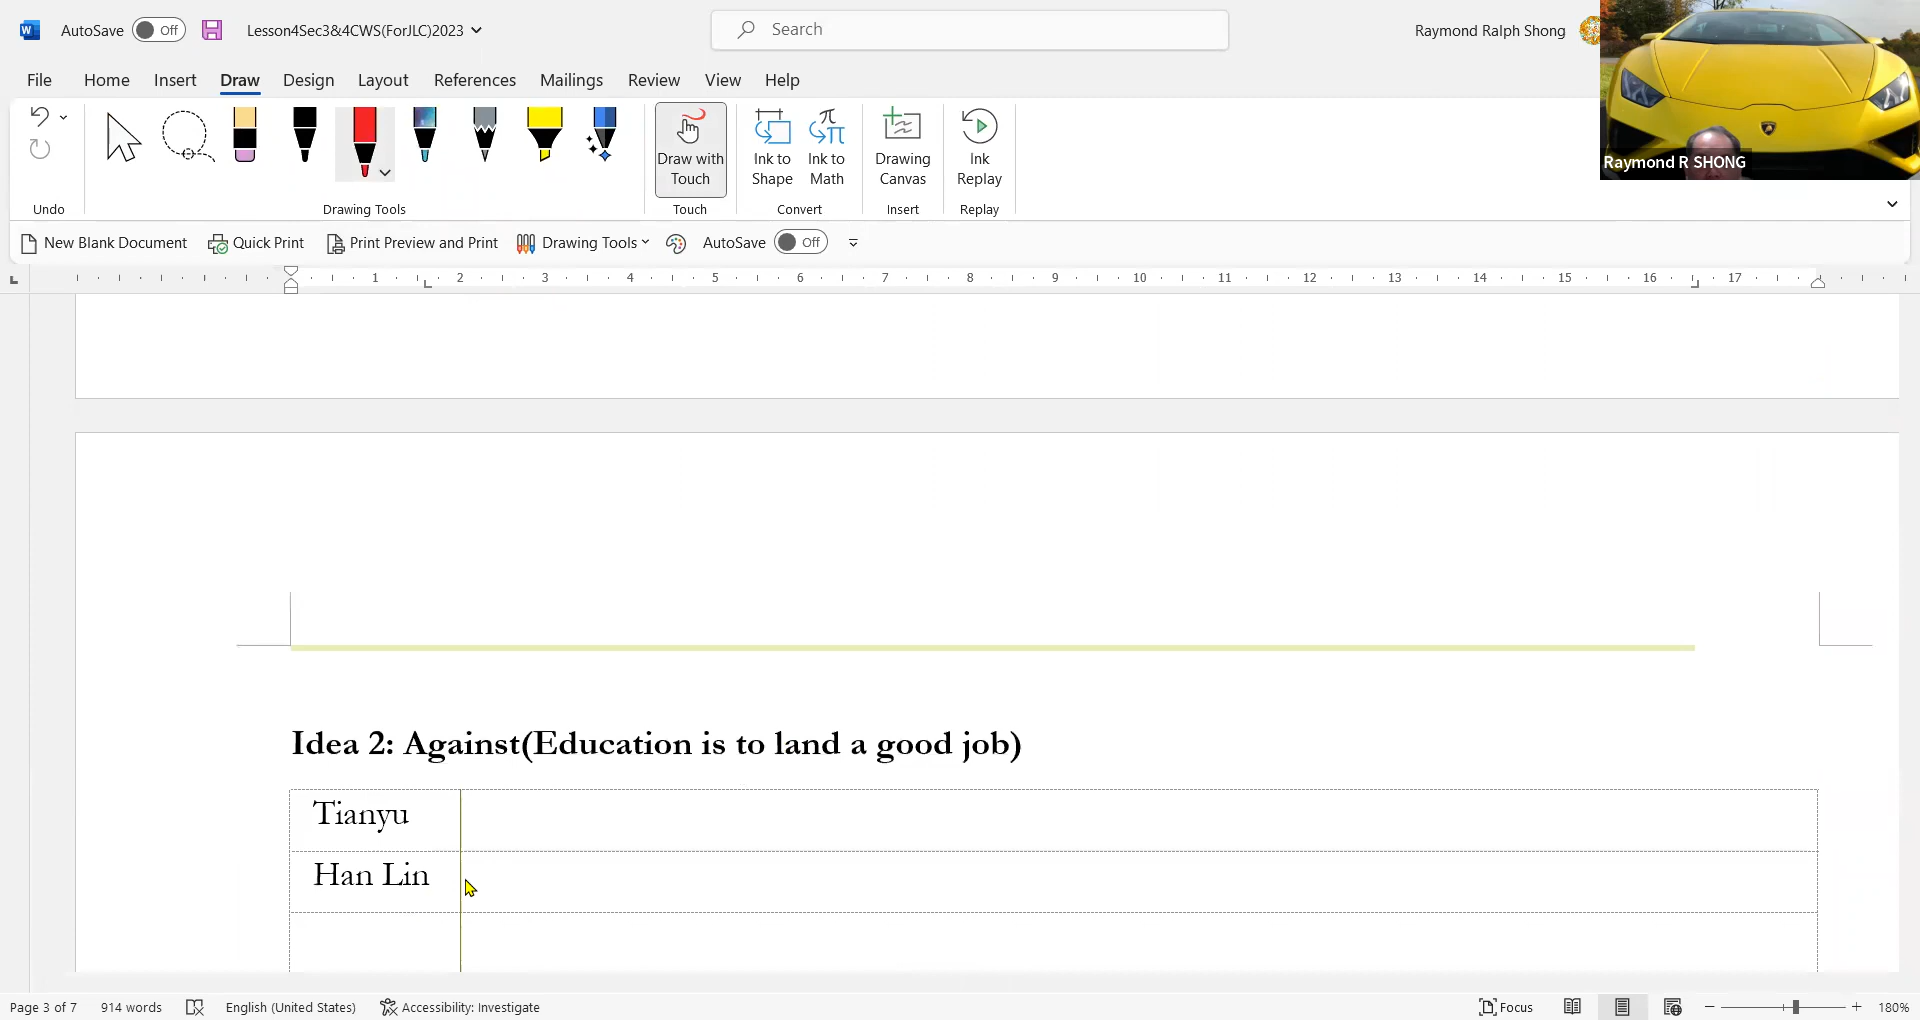 W AutoSave Off Lesson4Sec3&4CWS(ForJLC)2023 Search Raymond Ralph Shong
File Home Insert Draw Design Layout References Mailings Review View Help
Draw with Touch
Ink to Shape
Ink to Math
Drawing Canvas
Ink Replay
Raymond R SHONG
Undo Drawing Tools Touch Convert Insert Replay
New Blank Document Quick Print Print Preview and Print Drawing Tools AutoSave Off
1 2 3 4 5 6 7 8 9 10 11 12 13 14 15 16 17
Idea 2: Against(Education is to land a good job)
Tianyu
Han Lin
Page 3 of 7 914 words English (United States) Accessibility: Investigate Focus 180%